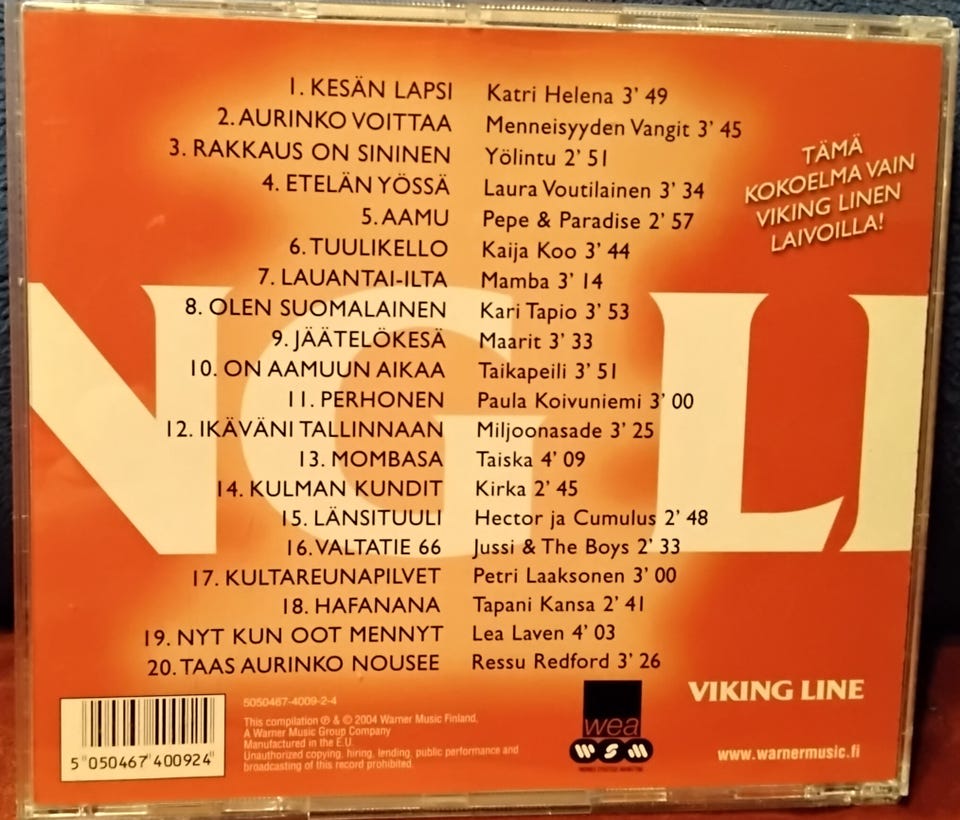 1. KESÄN LAPSI Katri Helena 3' 49
2. AURINKO VOITTAA Menneisyyden Vangit 3' 45
3. RAKKAUS ON SININEN Yölintu 2' 51
4. ETELÄN YÖSSÄ Laura Voutilainen 3' 34
5. AAMU Pepe & Paradise 2' 57
6. TUULIKELLO Kaija Koo 3' 44
7. LAUANTAI-ILTA Mamba 3' 14
8. OLEN SUOMALAINEN Kari Tapio 3' 53
9. JÄÄTELÖKESÄ Maarit 3' 33
10. ON AAMUUN AIKAA Taikapeili 3' 51
11. PERHONEN Paula Koivuniemi 3' 00
12. IKÄVÄNI TALLINNAAN Miljoonasade 3' 25
13. MOMBASA Taiska 4' 09
14. KULMAN KUNDIT Kirka 2' 45
15. LÄNSITUULI Hector ja Cumulus 2' 48
16. VALTATIE 66 Jussi & The Boys 2' 33
17. KULTAREUNAPILVET Petri Laaksonen 3' 00
18. HAFANANA Tapani Kansa 2' 41
19. NYT KUN OOT MENNYT Lea Laven 4' 03
20. TAAS AURINKO NOUSEE Ressu Redford 3' 26
TÄMÄ
KOKOELMA VAIN
VIKING LINEN
LAIVOILLA!
NG LI
5 050467 400924
5050467-4009-2-4
This compilation ℗ & © 2004 Warner Music Finland.
A Warner Music Group Company
Manufactured in the E.U.
Unauthorized copying, hiring, lending, public performance and
broadcasting of this record prohibited.
wea
WSM
VIKING LINE
www.warnermusic.fi